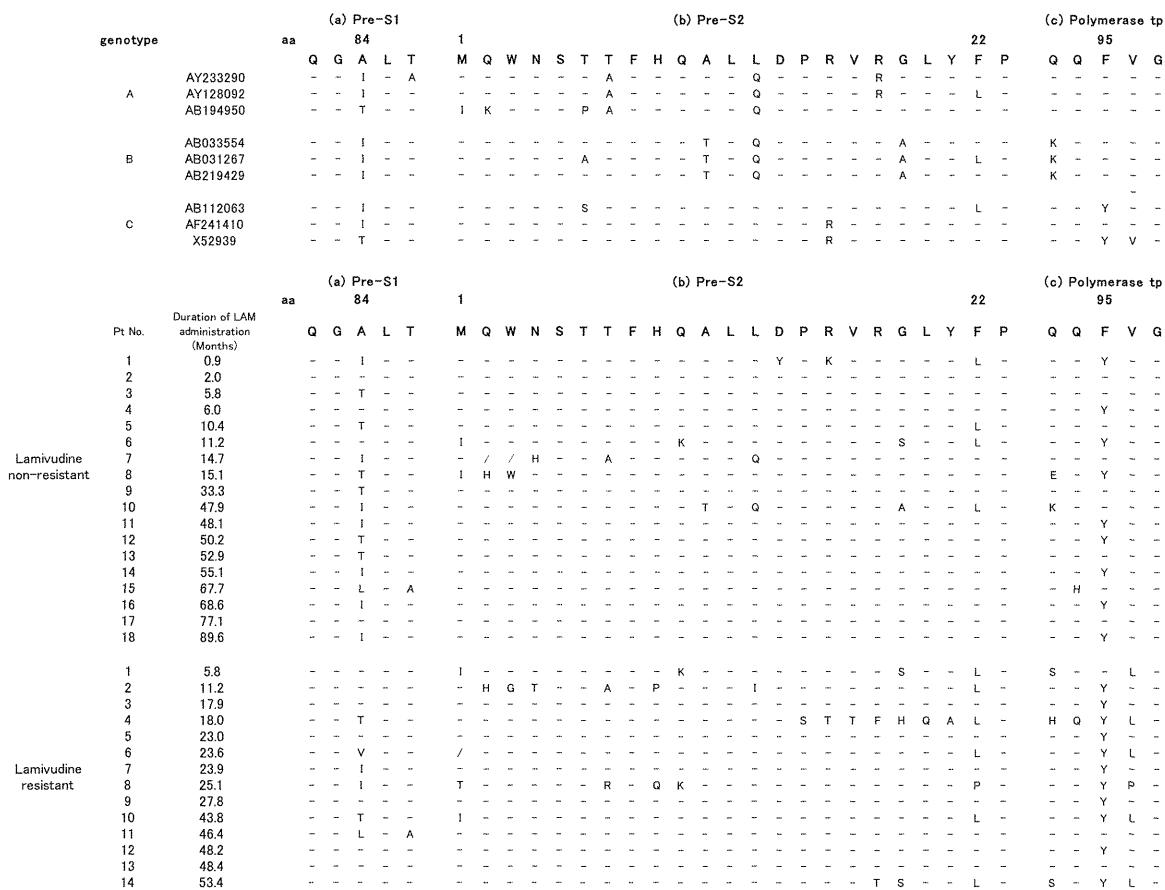 (a) Pre-S1 (b) Pre-S2 (c) Polymerase tp
genotype aa 84 1 22 95
Q G A L T M Q W N S T T F H Q A L L D P R V R G L Y F P Q Q F V G
AY233290 - - I - A - - - - - - A - - - - - Q - - - - R - - - - - - - - - -
A AY128092 - - I - - - - - - - - A - - - - - Q - - - - R - - - L - - - - - -
AB194950 - - T - - I K - - - P A - - - - - Q - - - - - - - - - - - - - - -
AB033554 - - I - - - - - - - - - - - - T - Q - - - - - A - - - - K - - - -
B AB031267 - - I - - - - - - - A - - - - T - Q - - - - - A - - L - K - - - -
AB219429 - - I - - - - - - - - - - - - T - Q - - - - - A - - - - K - - - -
-
AB112063 - - I - - - - - - - S - - - - - - - - - - - - - - - L - - - Y - -
C AF241410 - - I - - - - - - - - - - - - - - - - - R - - - - - - - - - - - -
X52939 - - T - - - - - - - - - - - - - - - - - R - - - - - - - - - Y V -
(a) Pre-S1 (b) Pre-S2 (c) Polymerase tp
aa 84 1 22 95
Pt No. Duration of LAM administration (Months) Q G A L T M Q W N S T T F H Q A L L D P R V R G L Y F P Q Q F V G
1 0.9 - - I - - - - - - - - - - - - - - - Y - K - - - - - L - - - Y - -
2 2.0 - - - - - - - - - - - - - - - - - - - - - - - - - - - - - - - - -
3 5.8 - - T - - - - - - - - - - - - - - - - - - - - - - - - - - - - - -
4 6.0 - - - - - - - - - - - - - - - - - - - - - - - - - - - - - - Y - -
5 10.4 - - T - - - - - - - - - - - - - - - - - - - - - - - L - - - - - -
6 11.2 - - - - - I - - - - - - - - K - - - - - - - - S - - L - - - Y - -
Lamivudine 7 14.7 - - I - - - / / H - - A - - - - - Q - - - - - - - - - - - - - - -
non-resistant 8 15.1 - - T - - I H W - - - - - - - - - - - - - - - - - - - - E - Y - -
9 33.3 - - T - - - - - - - - - - - - - - - - - - - - - - - - - - - - - -
10 47.9 - - I - - - - - - - - - - - - T - Q - - - - - A - - L - K - - - -
11 48.1 - - I - - - - - - - - - - - - - - - - - - - - - - - - - - - Y - -
12 50.2 - - T - - - - - - - - - - - - - - - - - - - - - - - - - - - Y - -
13 52.9 - - T - - - - - - - - - - - - - - - - - - - - - - - - - - - - - -
14 55.1 - - I - - - - - - - - - - - - - - - - - - - - - - - - - - - Y - -
15 67.7 - - L - A - - - - - - - - - - - - - - - - - - - - - - - - H - - -
16 68.6 - - I - - - - - - - - - - - - - - - - - - - - - - - - - - - Y - -
17 77.1 - - - - - - - - - - - - - - - - - - - - - - - - - - - - - - - - -
18 89.6 - - I - - - - - - - - - - - - - - - - - - - - - - - - - - - Y - -
1 5.8 - - - - - I - - - - - - - - K - - - - - - - - S - - L - S - - L -
2 11.2 - - - - - - H G T - - A - P - - - I - - - - - - - - L - - - Y - -
3 17.9 - - - - - - - - - - - - - - - - - - - - - - - - - - - - - - Y - -
4 18.0 - - T - - - - - - - - - - - - - - - - S T T F H Q A L - H Q Y L -
5 23.0 - - - - - - - - - - - - - - - - - - - - - - - - - - - - - - Y - -
6 23.6 - - V - - / - - - - - - - - - - - - - - - - - - - - L - - - Y L -
Lamivudine 7 23.9 - - I - - - - - - - - - - - - - - - - - - - - - - - - - - - Y - -
resistant 8 25.1 - - I - - T - - - - - R - Q K - - - - - - - - - - - P - - - Y P -
9 27.8 - - - - - - - - - - - - - - - - - - - - - - - - - - - - - - Y - -
10 43.8 - - T - - I - - - - - - - - - - - - - - - - - - - - L - - - Y L -
11 46.4 - - L - A - - - - - - - - - - - - - - - - - - - - - - - - - - - -
12 48.2 - - - - - - - - - - - - - - - - - - - - - - - - - - - - - - Y - -
13 48.4 - - - - - - - - - - - - - - - - - - - - - - - - - - - - - - - - -
14 53.4 - - - - - - - - - - - - - - - - - - - - - - T S - - L - S - Y L -